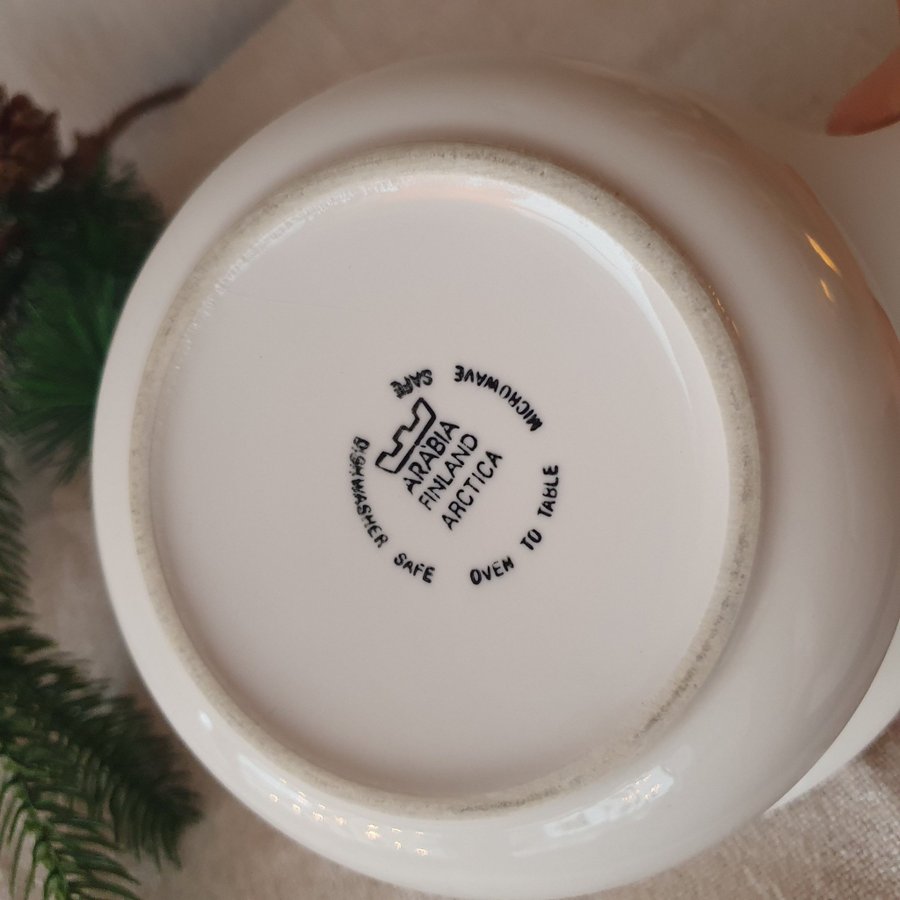 ARABIA
FINLAND
ARCTICA
DISHWASHER SAFE
OVEN TO TABLE
MICROWAVE SAFE